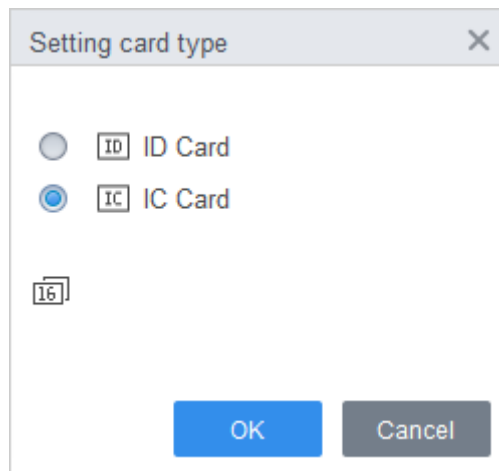 Setting card type
ID ID Card
IC IC Card
16
OK Cancel